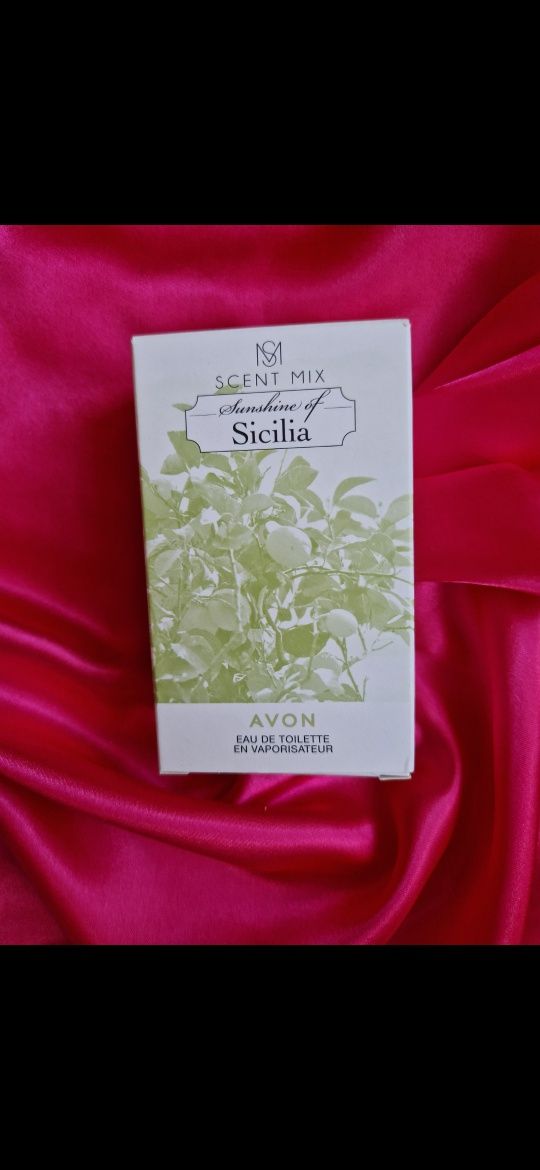 SM
SCENT MIX
Sunshine of
Sicilia
AVON
EAU DE TOILETTE
EN VAPORISATEUR